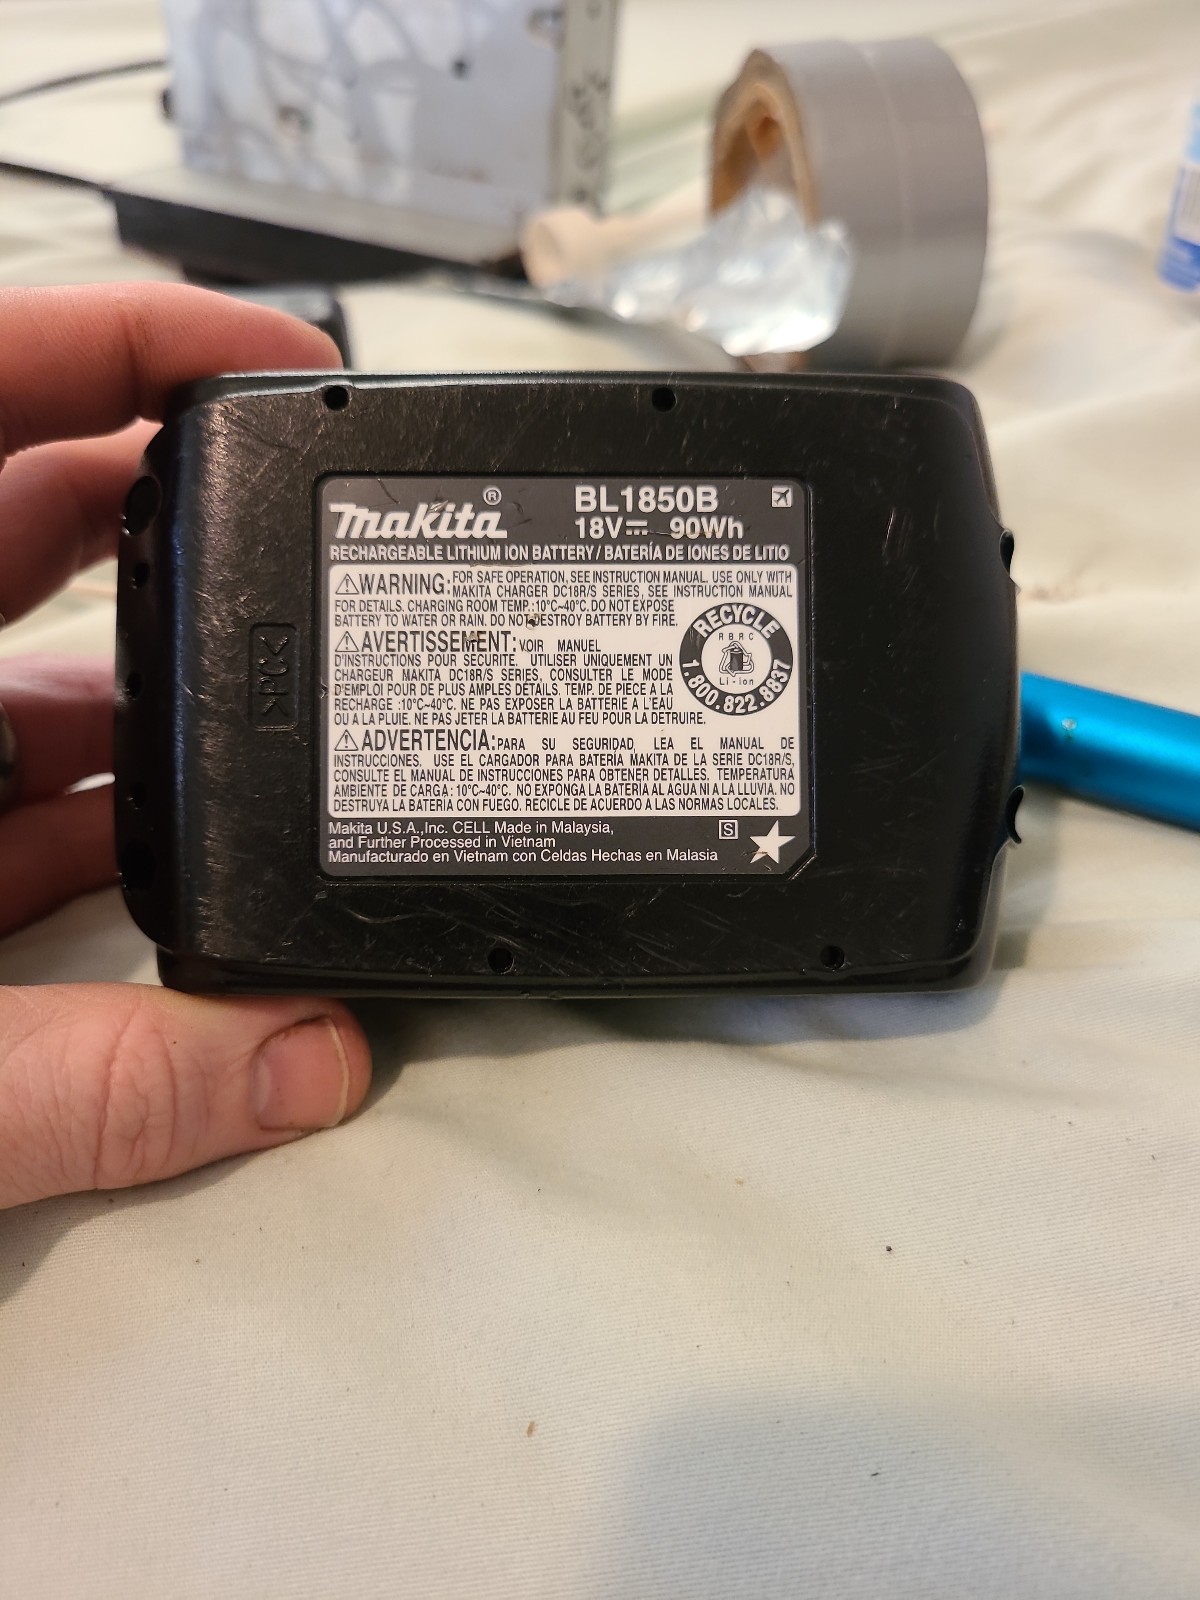 makita®
BL1850B
18V⎓ 90Wh
RECHARGEABLE LITHIUM ION BATTERY / BATERÍA DE IONES DE LITIO
⚠WARNING: FOR SAFE OPERATION, SEE INSTRUCTION MANUAL. USE ONLY WITH
MAKITA CHARGER DC18R/S SERIES, SEE INSTRUCTION MANUAL
FOR DETAILS. CHARGING ROOM TEMP.:10°C~40°C. DO NOT EXPOSE
BATTERY TO WATER OR RAIN. DO NOT DESTROY BATTERY BY FIRE.
⚠AVERTISSEMENT: VOIR MANUEL
D'INSTRUCTIONS POUR SECURITE. UTILISER UNIQUEMENT UN
CHARGEUR MAKITA DC18R/S SERIES, CONSULTER LE MODE
D'EMPLOI POUR DE PLUS AMPLES DETAILS. TEMP. DE PIECE A LA
RECHARGE :10°C~40°C. NE PAS EXPOSER LA BATTERIE A L'EAU
OU A LA PLUIE. NE PAS JETER LA BATTERIE AU FEU POUR LA DETRUIRE.
RECYCLE
RBRC
Li-ion
1.800.822.8837
⚠ADVERTENCIA: PARA SU SEGURIDAD, LEA EL MANUAL DE
INSTRUCCIONES. USE EL CARGADOR PARA BATERÍA MAKITA DE LA SERIE DC18R/S,
CONSULTE EL MANUAL DE INSTRUCCIONES PARA OBTENER DETALLES. TEMPERATURA
AMBIENTE DE CARGA: 10°C~40°C. NO EXPONGA LA BATERÍA AL AGUA NI A LA LLUVIA. NO
DESTRUYA LA BATERÍA CON FUEGO. RECICLE DE ACUERDO A LAS NORMAS LOCALES.
Makita U.S.A.,Inc. CELL Made in Malaysia,
and Further Processed in Vietnam
Manufacturado en Vietnam con Celdas Hechas en Malasia
S
>PC<